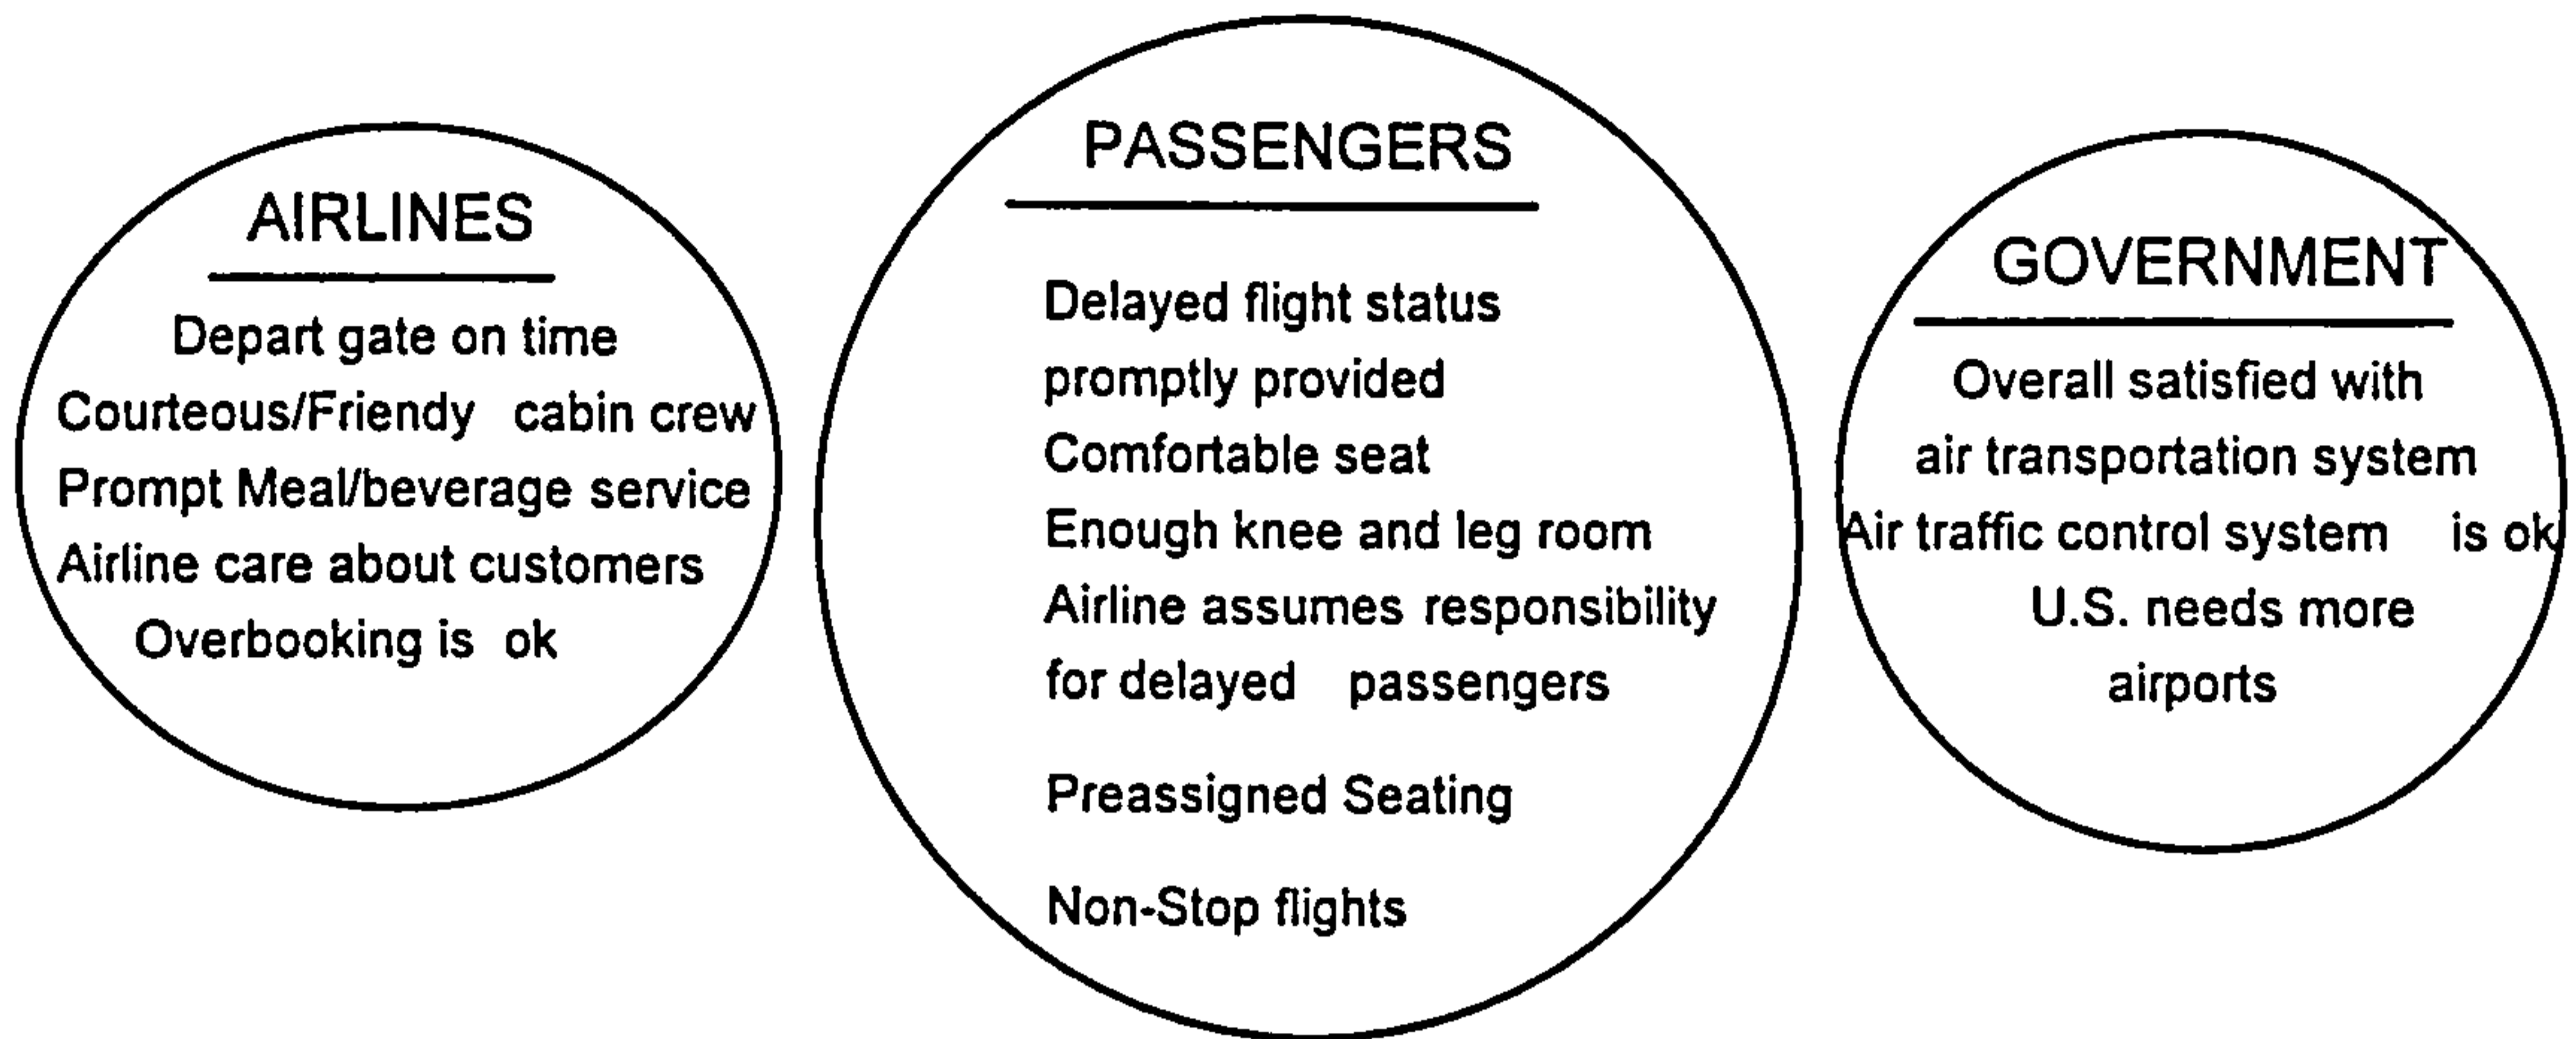 AIRLINES
Depart gate on time
Courteous/Friendy cabin crew
Prompt Meal/beverage service
Airline care about customers
Overbooking is ok
PASSENGERS
Delayed flight status
promptly provided
Comfortable seat
Enough knee and leg room
Airline assumes responsibility
for delayed passengers
Preassigned Seating
Non-Stop flights
GOVERNMENT
Overall satisfied with
air transportation system
Air traffic control system is ok
U.S. needs more
airports